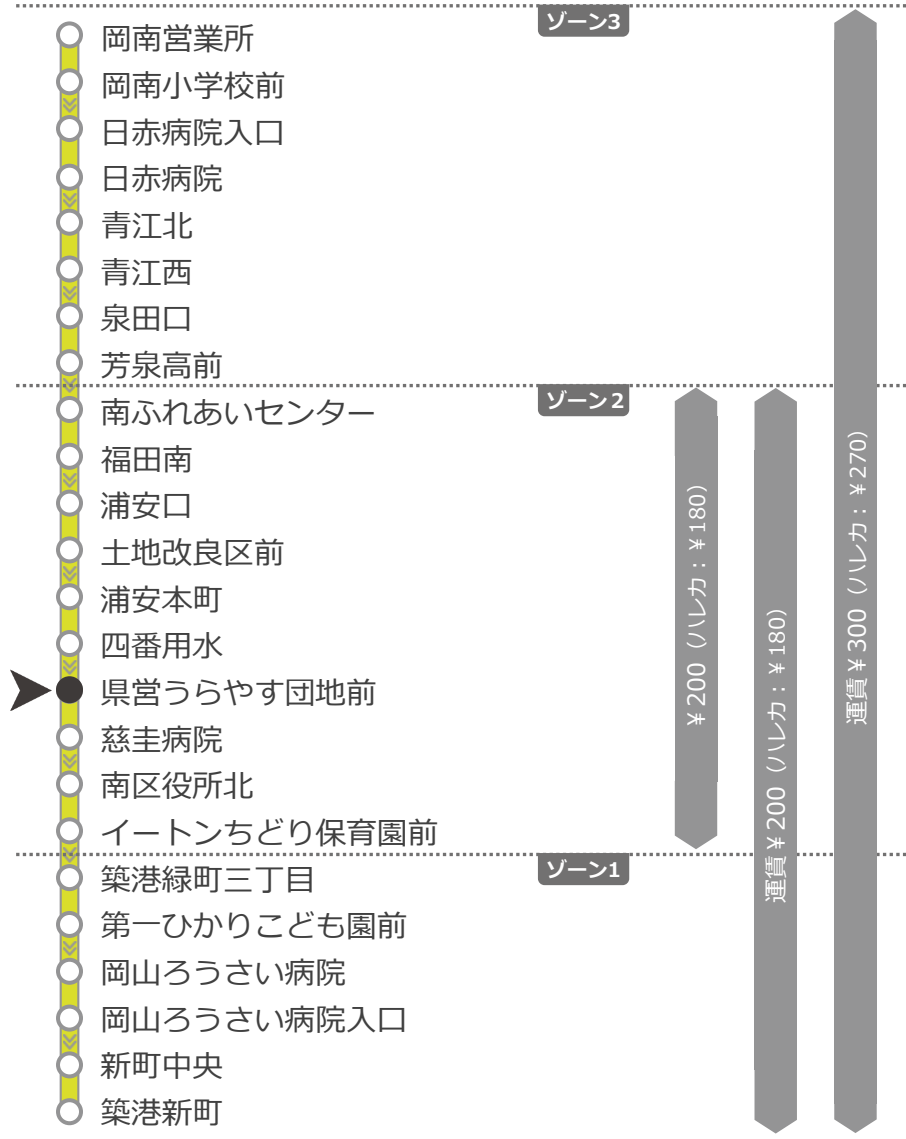 ゾーン3
岡南営業所
岡南小学校前
日赤病院入口
日赤病院
青江北
青江西
泉田口
芳泉高前
ゾーン2
南ふれあいセンター
福田南
浦安口
土地改良区前
浦安本町
四番用水
県営うらやす団地前
慈圭病院
南区役所北
イートンちどり保育園前
ゾーン1
築港緑町三丁目
第一ひかりこども園前
岡山ろうさい病院
岡山ろうさい病院入口
新町中央
築港新町
¥200(ハレカ:¥180)
運賃¥200(ハレカ:¥180)
運賃¥300(ハレカ:¥270)